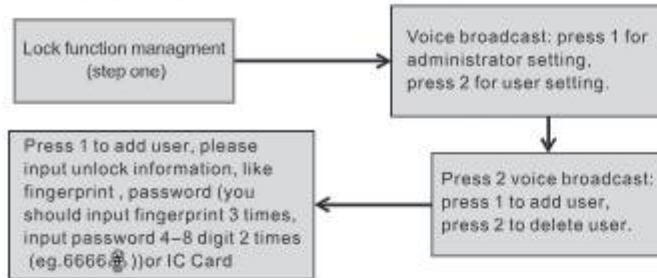 Lock function managment
(step one)
Voice broadcast: press 1 for
administrator setting,
press 2 for user setting.
Press 2 voice broadcast:
press 1 to add user,
press 2 to delete user.
Press 1 to add user, please
input unlock information, like
fingerprint , password (you
should input fingerprint 3 times,
input password 4–8 digit 2 times
(eg.6666#))or IC Card